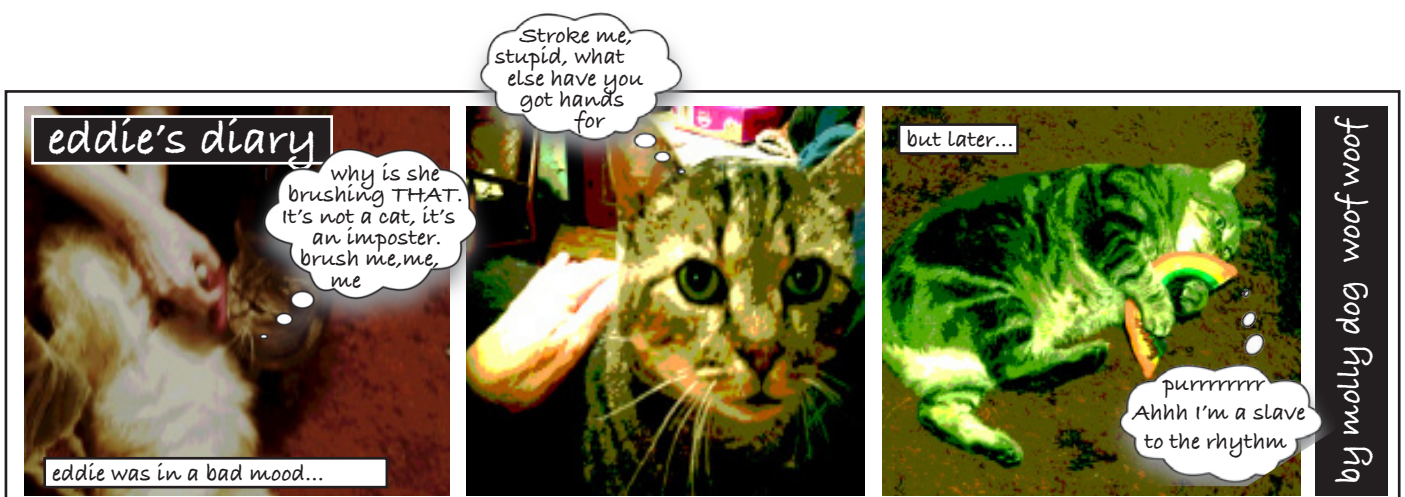 eddie's diary
why is she
brushing THAT.
It's not a cat, it's
an imposter.
brush me,me,
me
eddie was in a bad mood...
Stroke me,
stupid, what
else have you
got hands
for
but later...
purrrrrrrr
Ahhh I'm a slave
to the rhythm
by molly dog woof woof